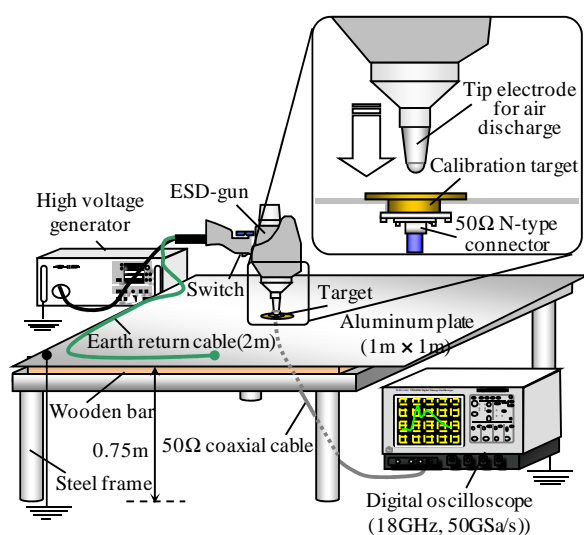 Tip electrode
for air
discharge
Calibration target
50Ω N-type
connector
ESD-gun
High voltage
generator
Switch
Target
Aluminum plate
(1m × 1m)
Earth return cable(2m)
Wooden bar
0.75m
50Ω coaxial cable
Steel frame
Digital oscilloscope
(18GHz, 50GSa/s))